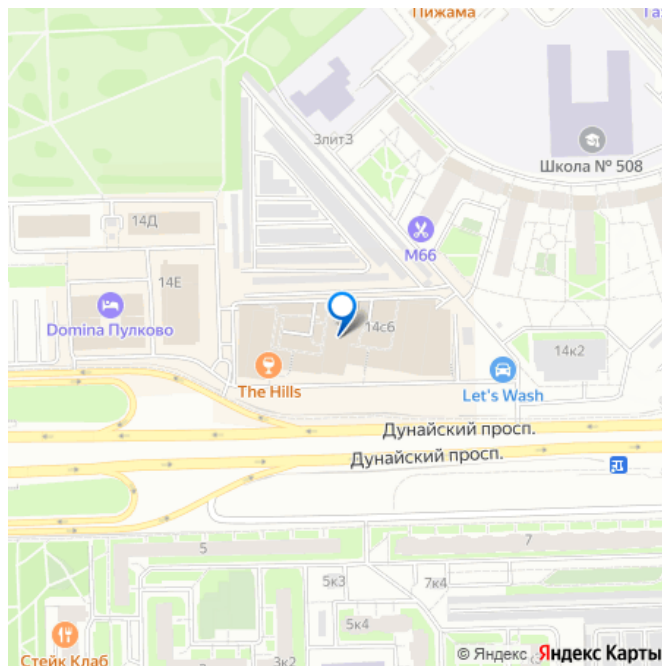 Пижама
Злит3
Школа № 508
14Д
М66
14Е
Domina Пулково
14с6
14к2
The Hills
Let's Wash
Дунайский просп.
Дунайский просп.
5
7
5к3
7к4
5к4
Стейк Клаб
3к2
© Яндекс Яндекс Карты